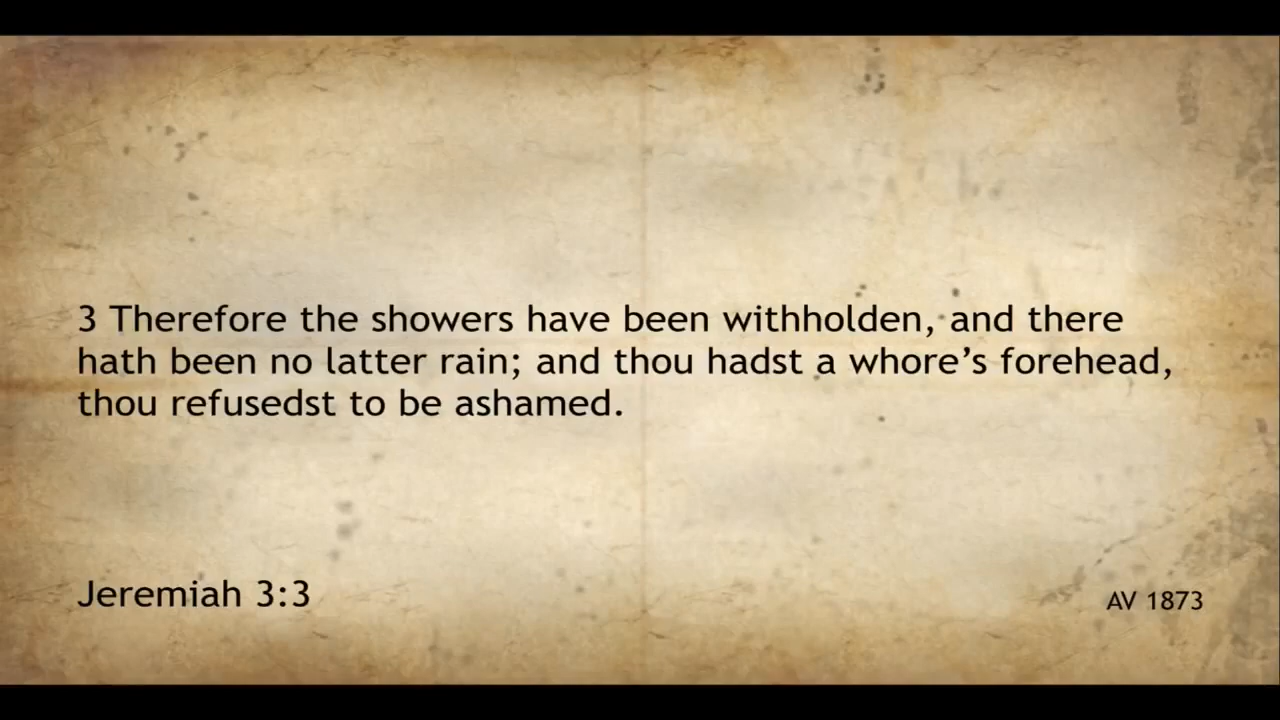 3 Therefore the showers have been withholden, and there
hath been no latter rain; and thou hadst a whore’s forehead,
thou refusedst to be ashamed.
Jeremiah 3:3
AV 1873